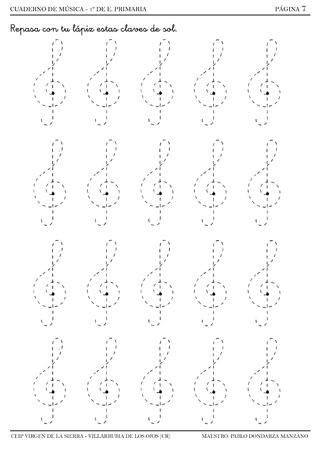 CUADERNO DE MÚSICA - 1º DE E. PRIMARIA PÁGINA 7
Repasa con tu lápiz estas claves de sol.
CEIP VIRGEN DE LA SIERRA - VILLARRUBIA DE LOS OJOS (CR) MAESTRO: PABLO DONDARZA MANZANO